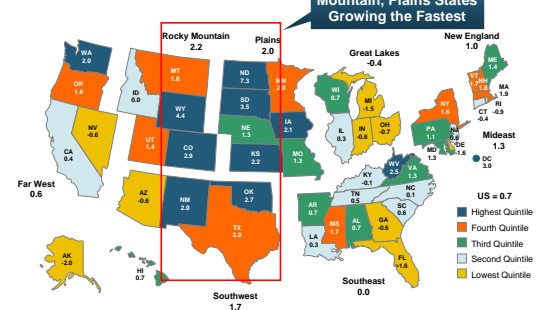 Mountain, Plains States
Growing the Fastest
Rocky Mountain
2.2
Plains
2.0
Great Lakes
-0.4
New England
1.0
WA
2.0
OR
1.8
ID
0.0
MT
1.8
WY
4.4
NV
-0.6
UT
1.4
CO
2.9
CA
0.4
AZ
-0.6
NM
2.0
ND
7.3
SD
3.5
NE
1.3
KS
2.2
OK
2.7
TX
2.0
MN
2.0
IA
2.1
MO
1.3
WI
0.7
MI
-1.5
IL
0.3
IN
-0.6
OH
-0.7
ME
1.4
VT
NH
1.8
MA
1.9
RI
-0.9
CT
-0.4
NY
1.6
PA
1.1
NJ
DE
-1.6
MD
1.3
DC
3.0
Mideast
1.3
WV
2.5
VA
1.3
KY
-0.1
TN
0.5
NC
0.1
SC
0.6
AR
0.7
LA
0.3
MS
1.7
AL
0.7
GA
-0.6
FL
-1.6
Far West
0.6
AK
-2.0
HI
0.7
Southwest
1.7
Southeast
0.0
US = 0.7
Highest Quintile
Fourth Quintile
Third Quintile
Second Quintile
Lowest Quintile